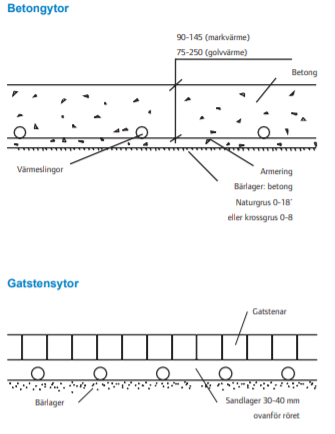 Betongytor
90-145 (markvärme)
75-250 (golvvärme)
Betong
Värmeslingor
Armering
Bärlager: betong
Naturgrus 0-18´
eller krossgrus 0-8
Gatstensytor
Gatstenar
Bärlager
Sandlager 30-40 mm
ovanför röret